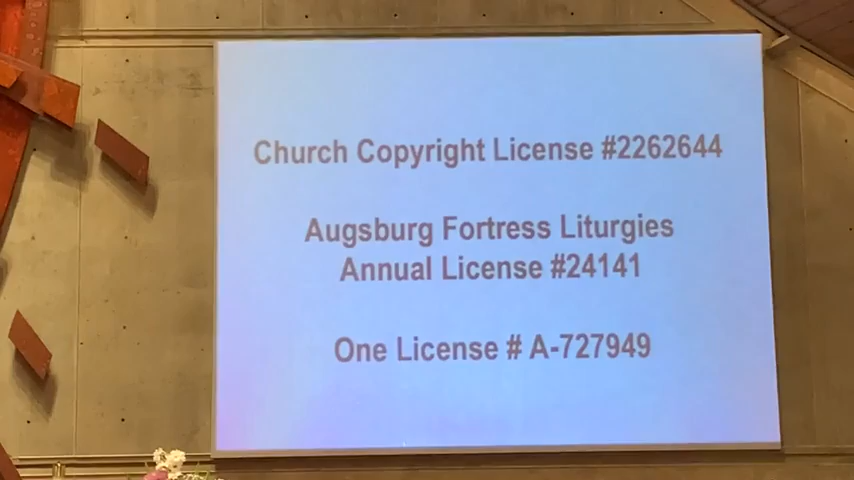 Church Copyright License #2262644
Augsburg Fortress Liturgies
Annual License #24141
One License # A-727949